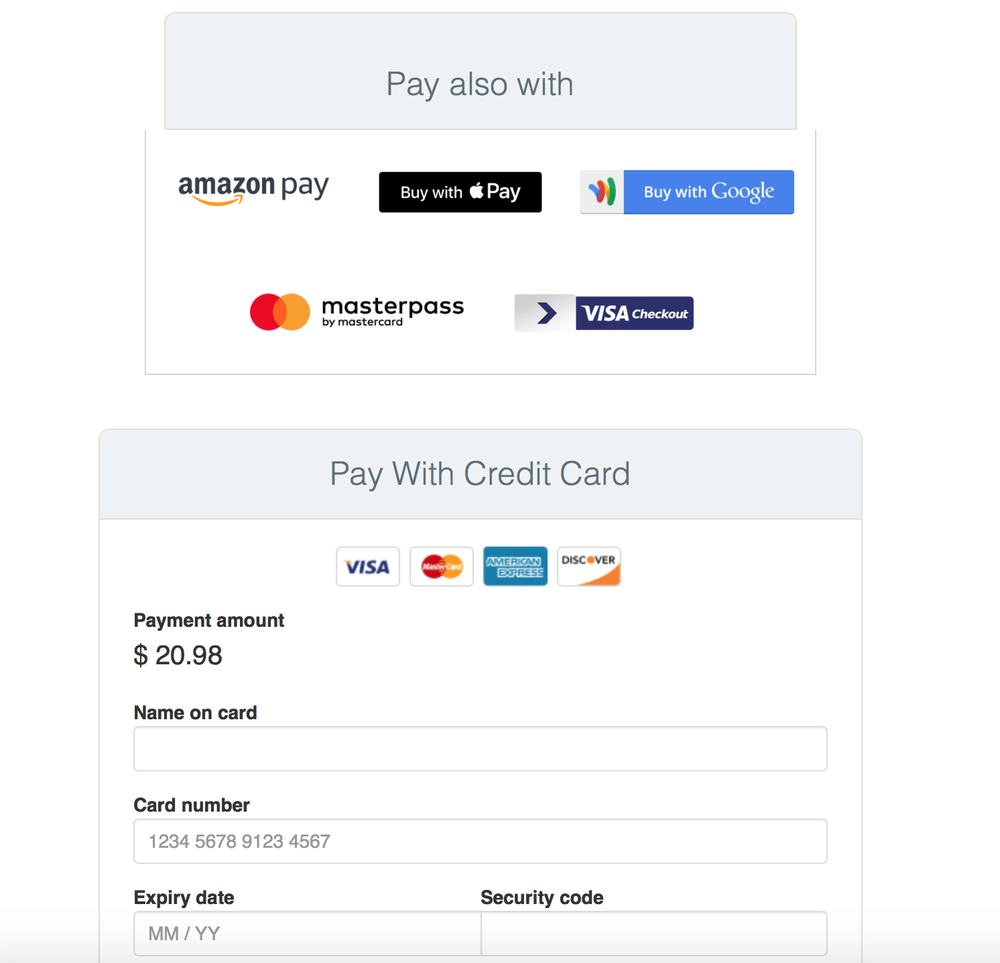 Pay also with
amazon pay
Buy with Pay
Buy with Google
masterpass
by mastercard
VISA Checkout
Pay With Credit Card
VISA
MasterCard
AMERICAN
EXPRESS
DISCOVER
Payment amount
$ 20.98
Name on card
Card number
1234 5678 9123 4567
Expiry date
Security code
MM / YY